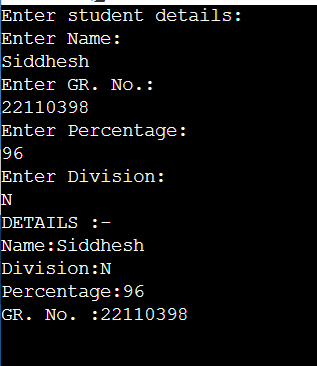 Enter student details:
Enter Name:
Siddhesh
Enter GR. No.:
22110398
Enter Percentage:
96
Enter Division:
N
DETAILS :-
Name:Siddhesh
Division:N
Percentage:96
GR. No. :22110398